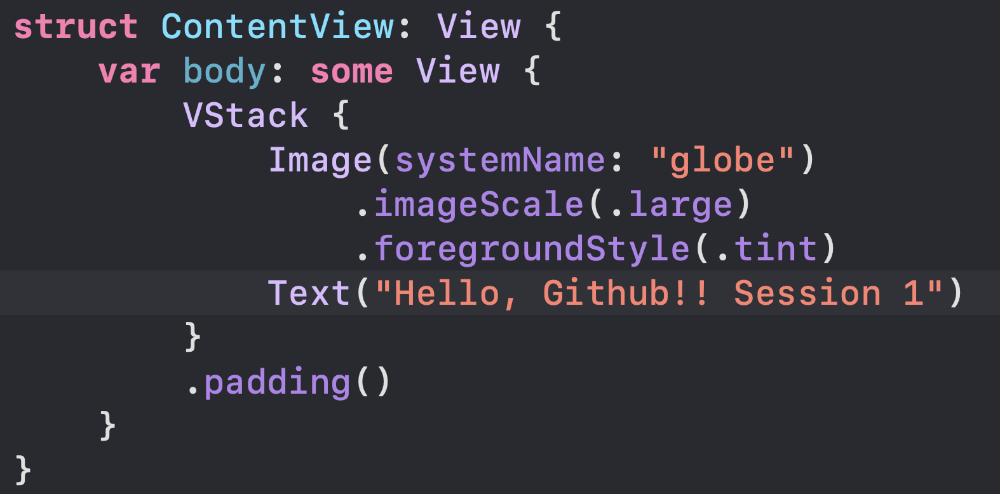 struct ContentView: View {
    var body: some View {
        VStack {
            Image(systemName: "globe")
                .imageScale(.large)
                .foregroundStyle(.tint)
            Text("Hello, Github!! Session 1")
        }
        .padding()
    }
}